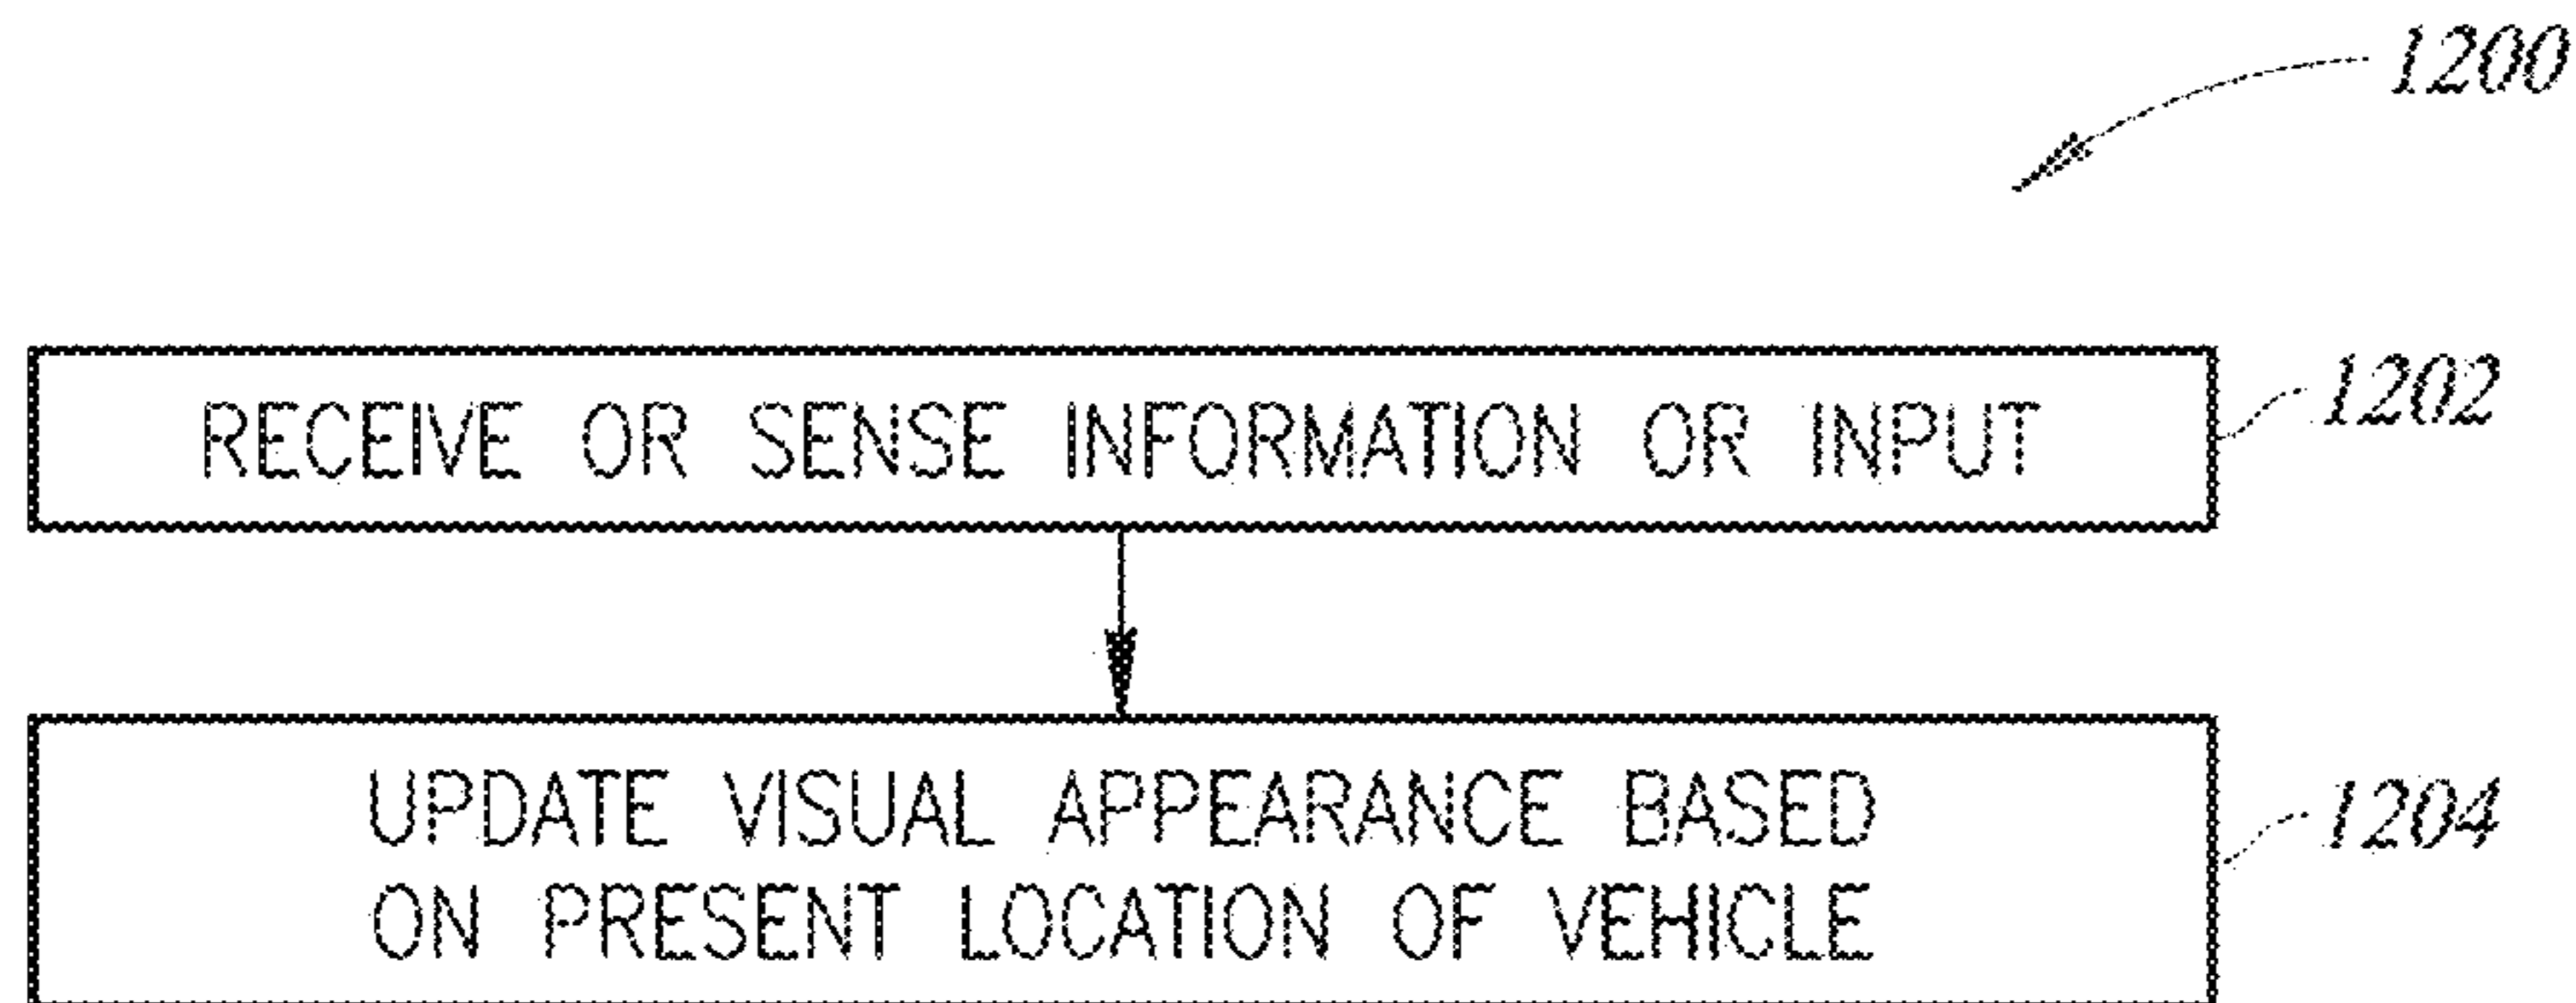 1200
RECEIVE OR SENSE INFORMATION OR INPUT
1202
UPDATE VISUAL APPEARANCE BASED
ON PRESENT LOCATION OF VEHICLE
1204